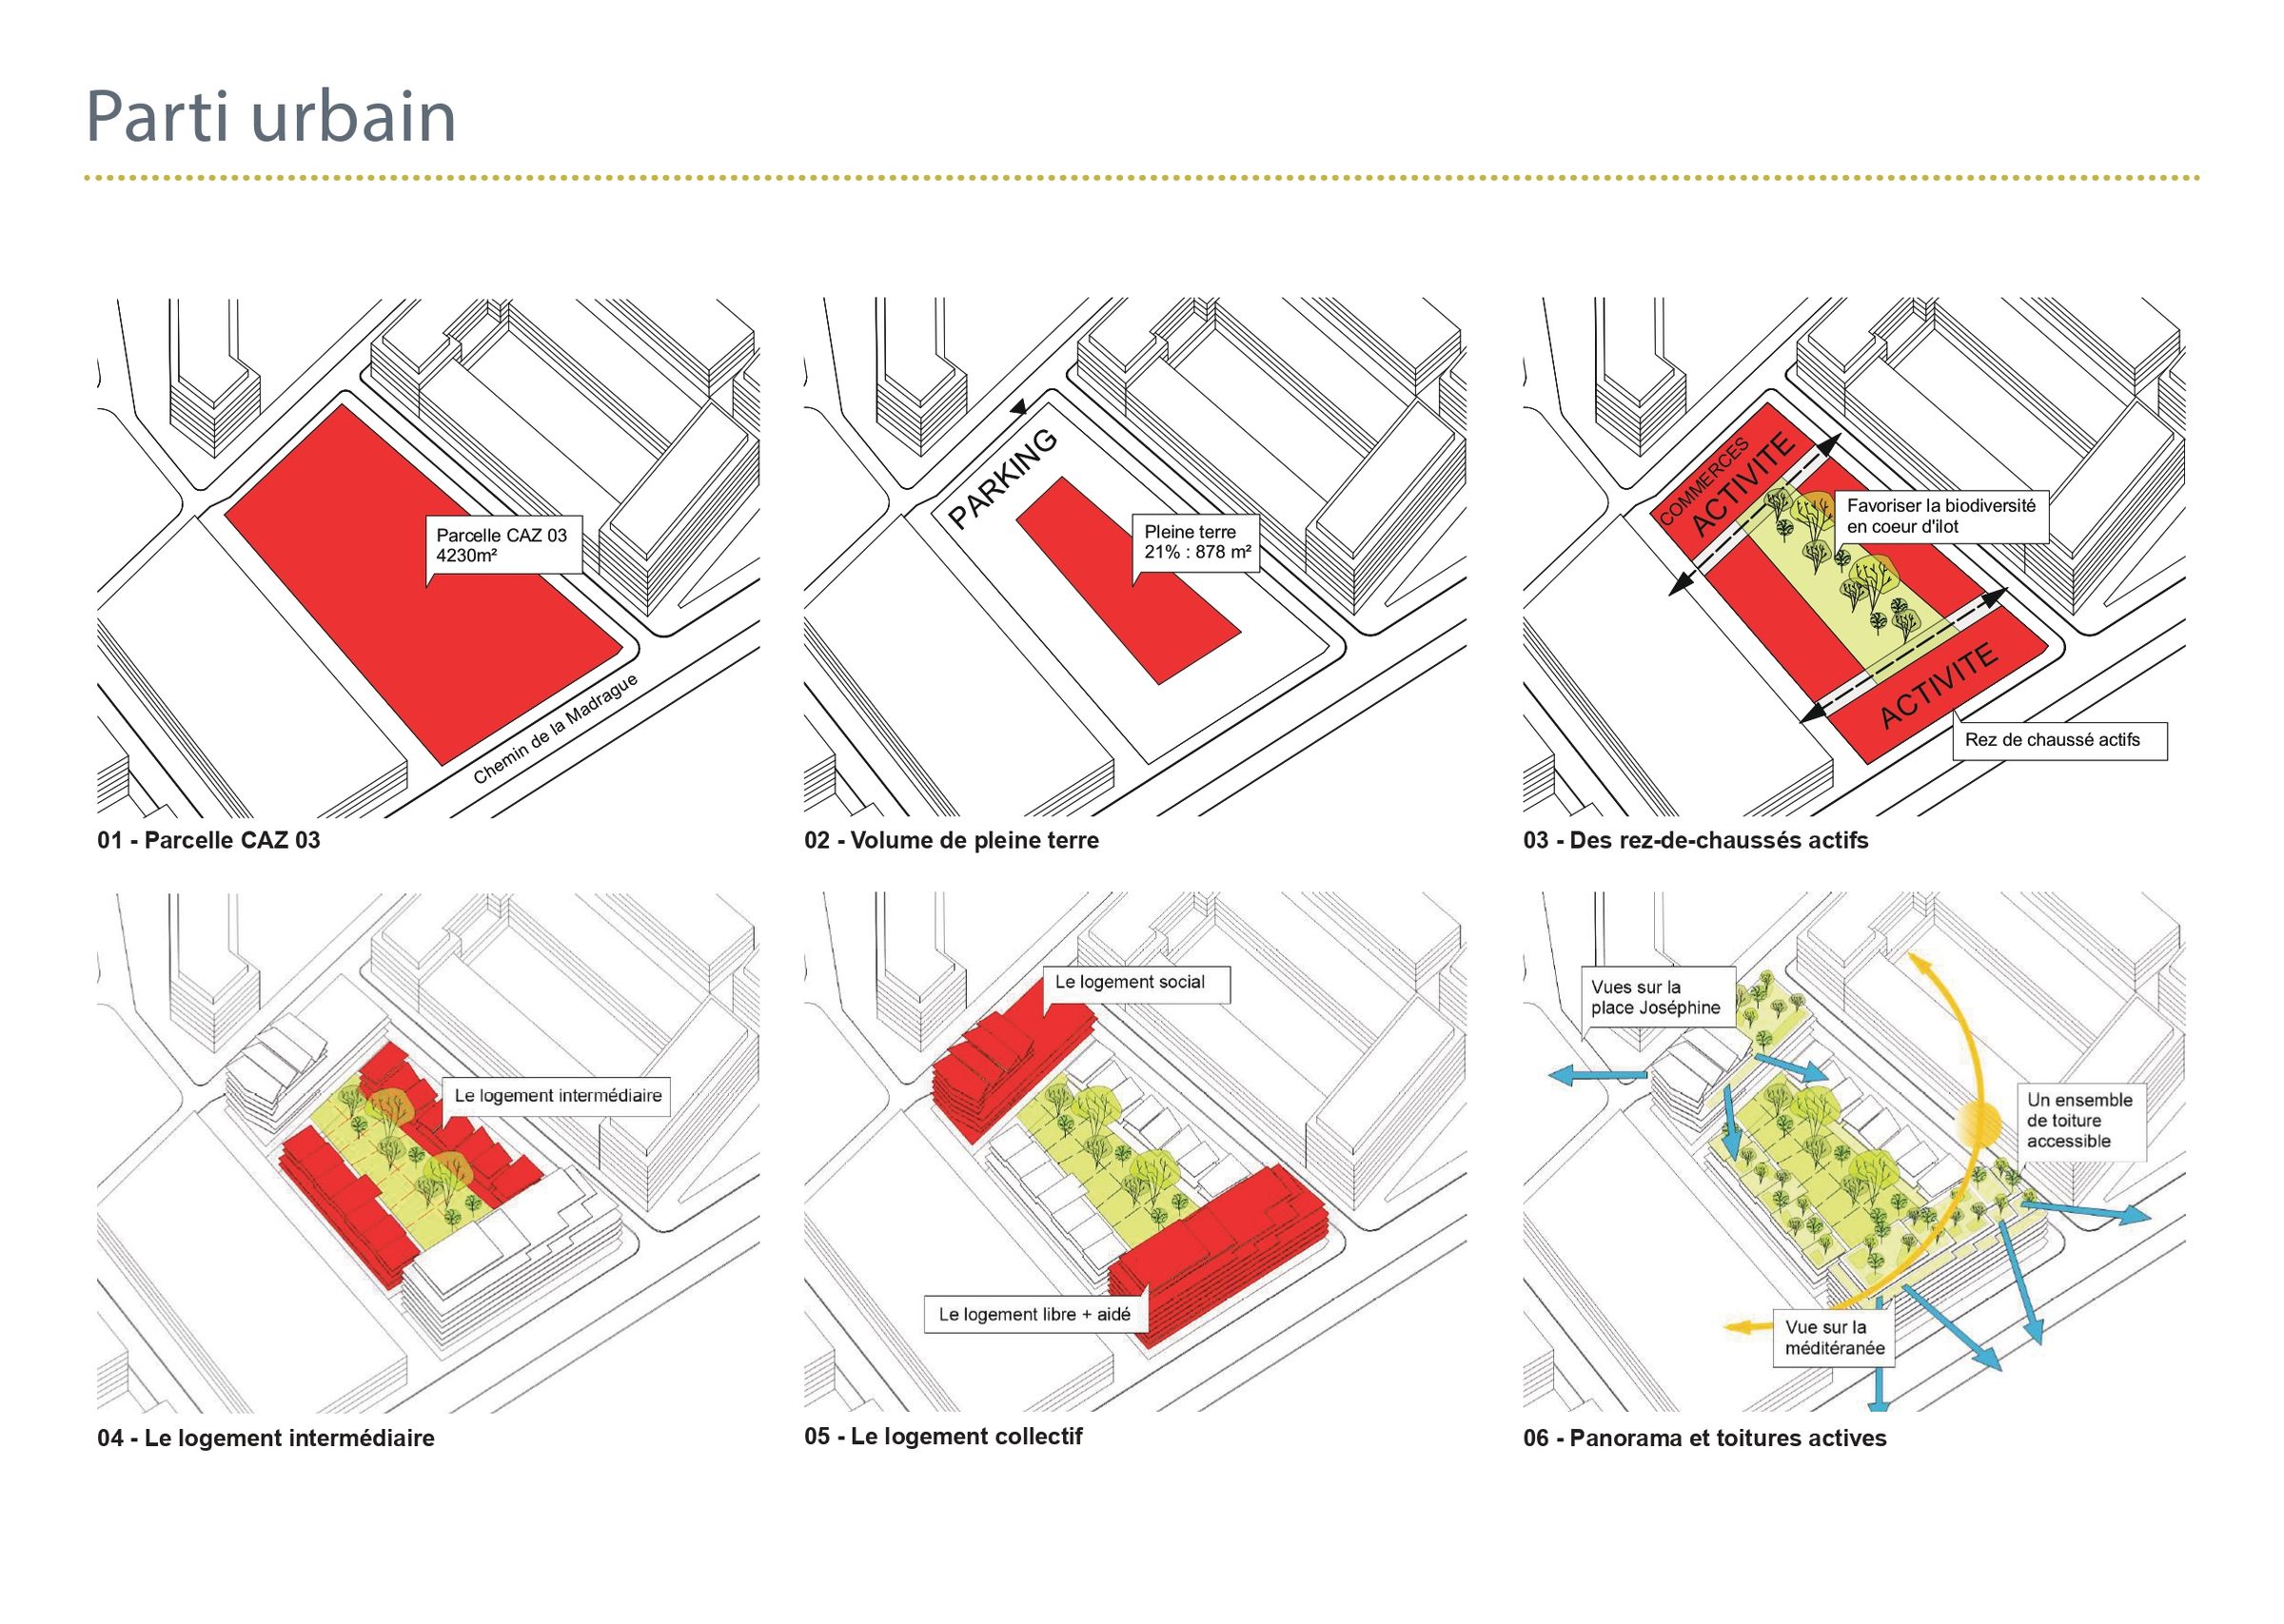 Parti urbain
Parcelle CAZ 03
4230m²
Chemin de la Madrague
01 - Parcelle CAZ 03
PARKING
Pleine terre
21% : 878 m²
02 - Volume de pleine terre
COMMERCES
ACTIVITE
Favoriser la biodiversité
en coeur d'ilot
ACTIVITE
Rez de chaussé actifs
03 - Des rez-de-chaussés actifs
Le logement intermédiaire
04 - Le logement intermédiaire
Le logement social
Le logement libre + aidé
05 - Le logement collectif
Vues sur la
place Joséphine
Un ensemble
de toiture
accessible
Vue sur la
méditéranée
06 - Panorama et toitures actives